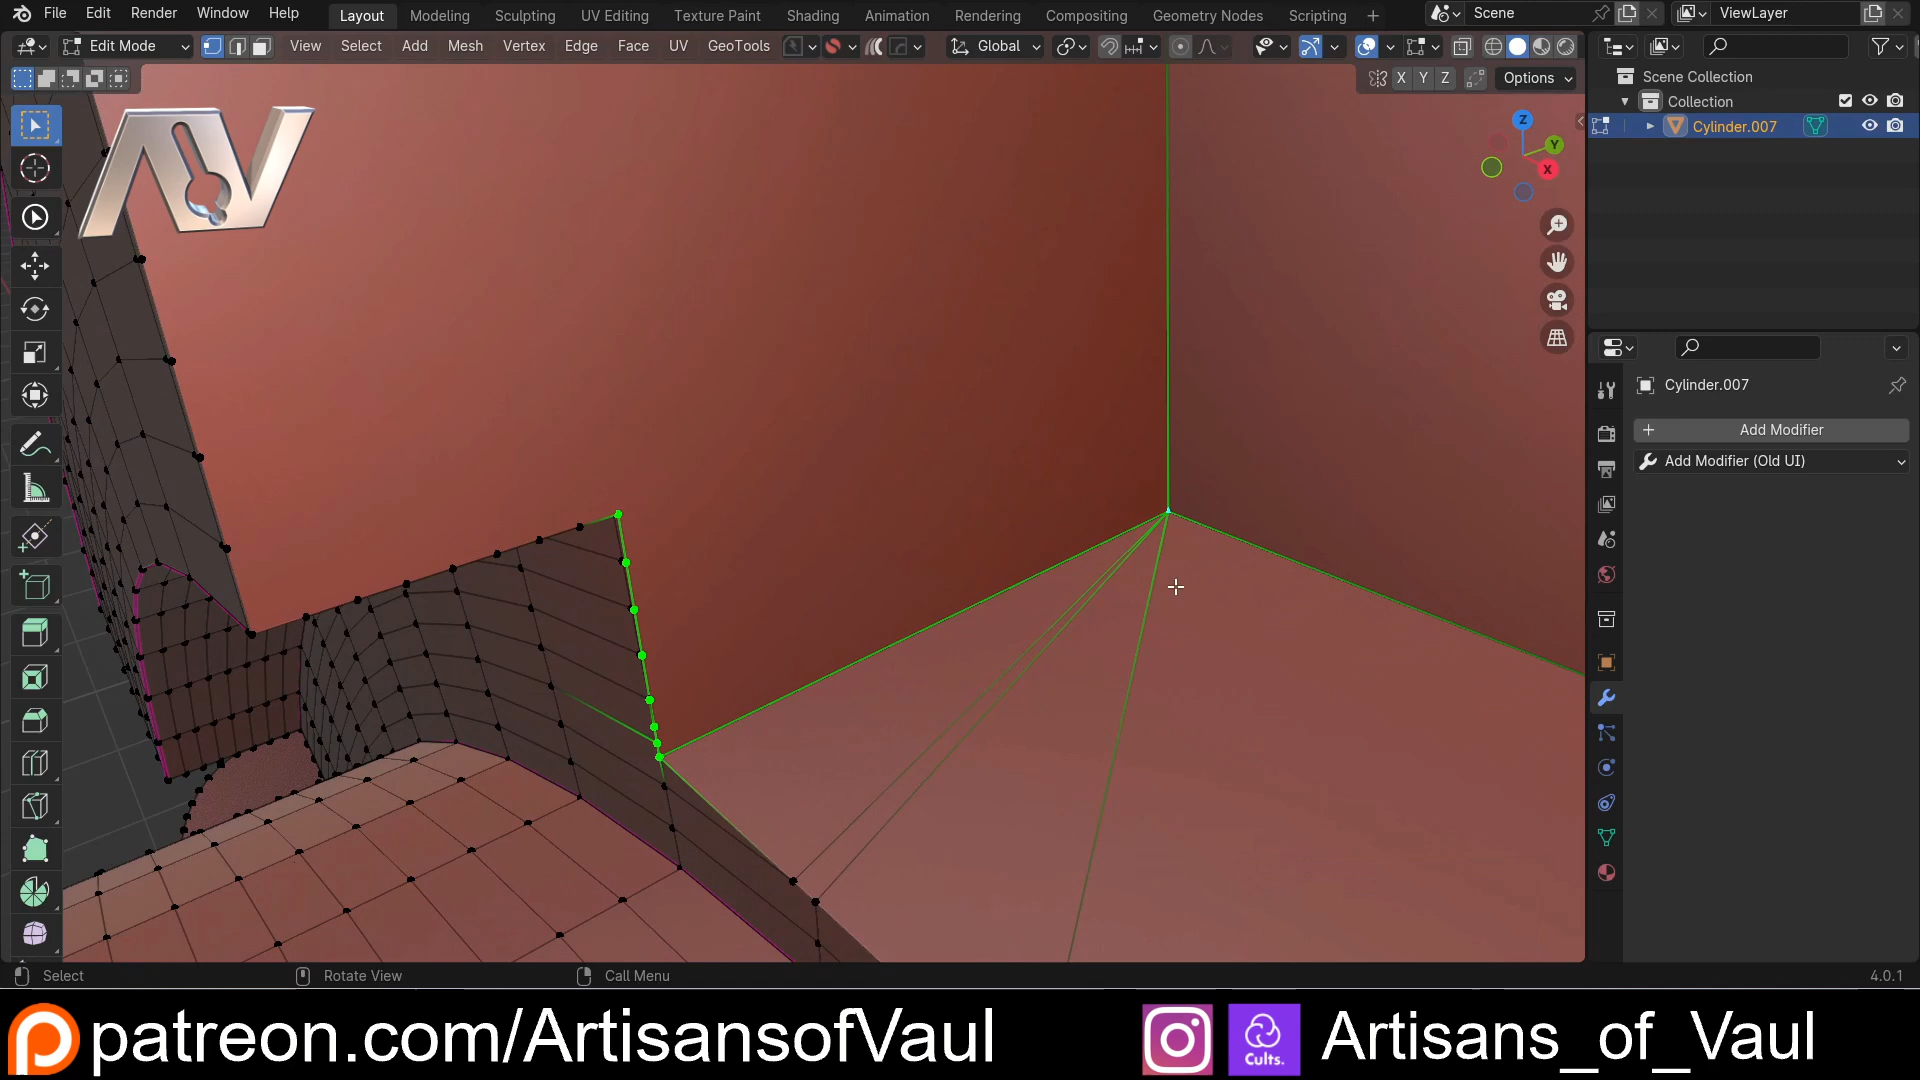 File Edit Render Window Help Layout Modeling Sculpting UV Editing Texture Paint Shading Animation Rendering Compositing Geometry Nodes Scripting + Scene ViewLayer
Edit Mode View Select Add Mesh Vertex Edge Face UV GeoTools Global
X Y Z Options
Scene Collection
Collection
Cylinder.007
Z
Y
X
AV
Cylinder.007
+ Add Modifier
Add Modifier (Old UI)
Select Rotate View Call Menu 4.0.1
patreon.com/ArtisansofVaul
Cults.
Artisans_of_Vaul